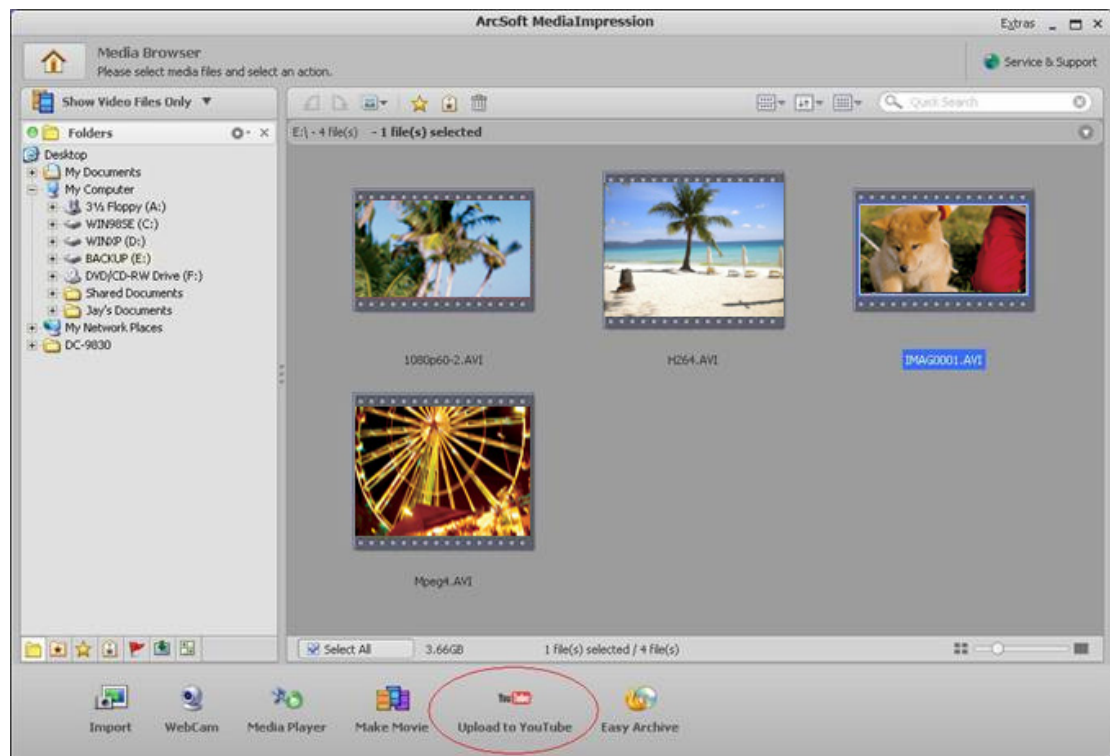 ArcSoft MediaImpression
Extras
Media Browser
Please select media files and select an action.
Service & Support
Show Video Files Only
Quick Search
Folders
E:\ - 4 file(s) - 1 file(s) selected
Desktop
My Documents
My Computer
3½ Floppy (A:)
WIN98SE (C:)
WINXP (D:)
BACKUP (E:)
DVD/CD-RW Drive (F:)
Shared Documents
Jay's Documents
My Network Places
DC-9830
1080p60-2.AVI
H264.AVI
IMAG0001.AVI
Mpeg4.AVI
Select All
3.66GB
1 file(s) selected / 4 file(s)
You Tube
Import
WebCam
Media Player
Make Movie
Upload to YouTube
Easy Archive